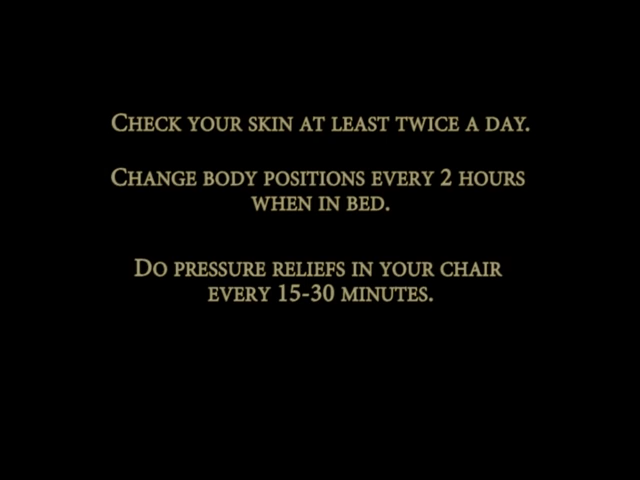 Check your skin at least twice a day.
Change body positions every 2 hours
when in bed.
Do pressure reliefs in your chair
every 15-30 minutes.